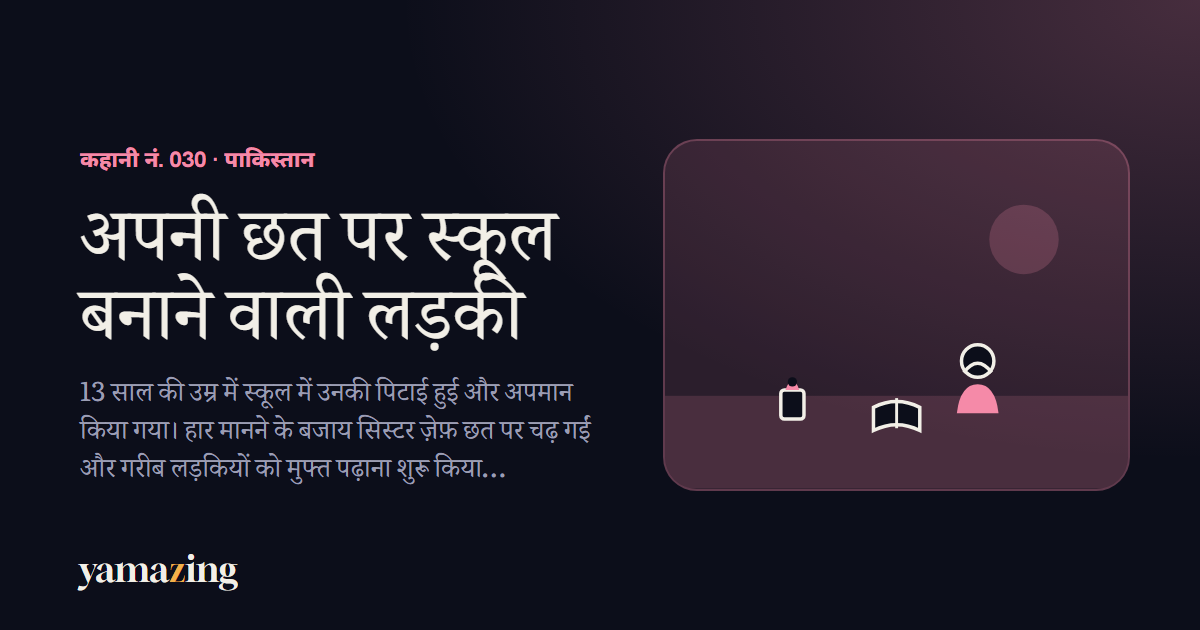 कहानी नं. 030 · पाकिस्तान
अपनी छत पर स्कूल
बनाने वाली लड़की
13 साल की उम्र में स्कूल में उनकी पिटाई हुई और अपमान
किया गया। हार मानने के बजाय सिस्टर ज़ेफ़ छत पर चढ़ गईं
और गरीब लड़कियों को मुफ्त पढ़ाना शुरू किया…
yamazing